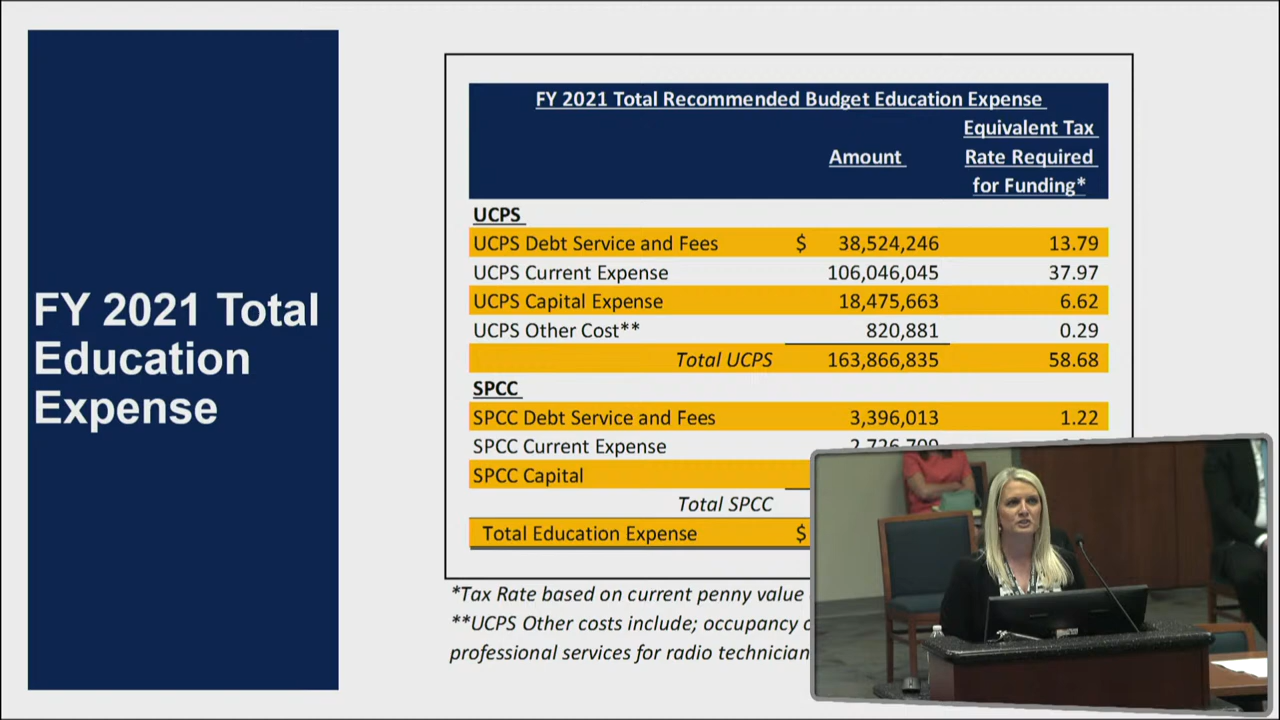 FY 2021 Total
Education
Expense
FY 2021 Total Recommended Budget Education Expense
Amount
Equivalent Tax
Rate Required
for Funding*
UCPS
UCPS Debt Service and Fees $ 38,524,246 13.79
UCPS Current Expense 106,046,045 37.97
UCPS Capital Expense 18,475,663 6.62
UCPS Other Cost** 820,881 0.29
Total UCPS 163,866,835 58.68
SPCC
SPCC Debt Service and Fees 3,396,013 1.22
SPCC Current Expense
SPCC Capital
Total SPCC
Total Education Expense $
*Tax Rate based on current penny value
**UCPS Other costs include; occupancy
professional services for radio technician